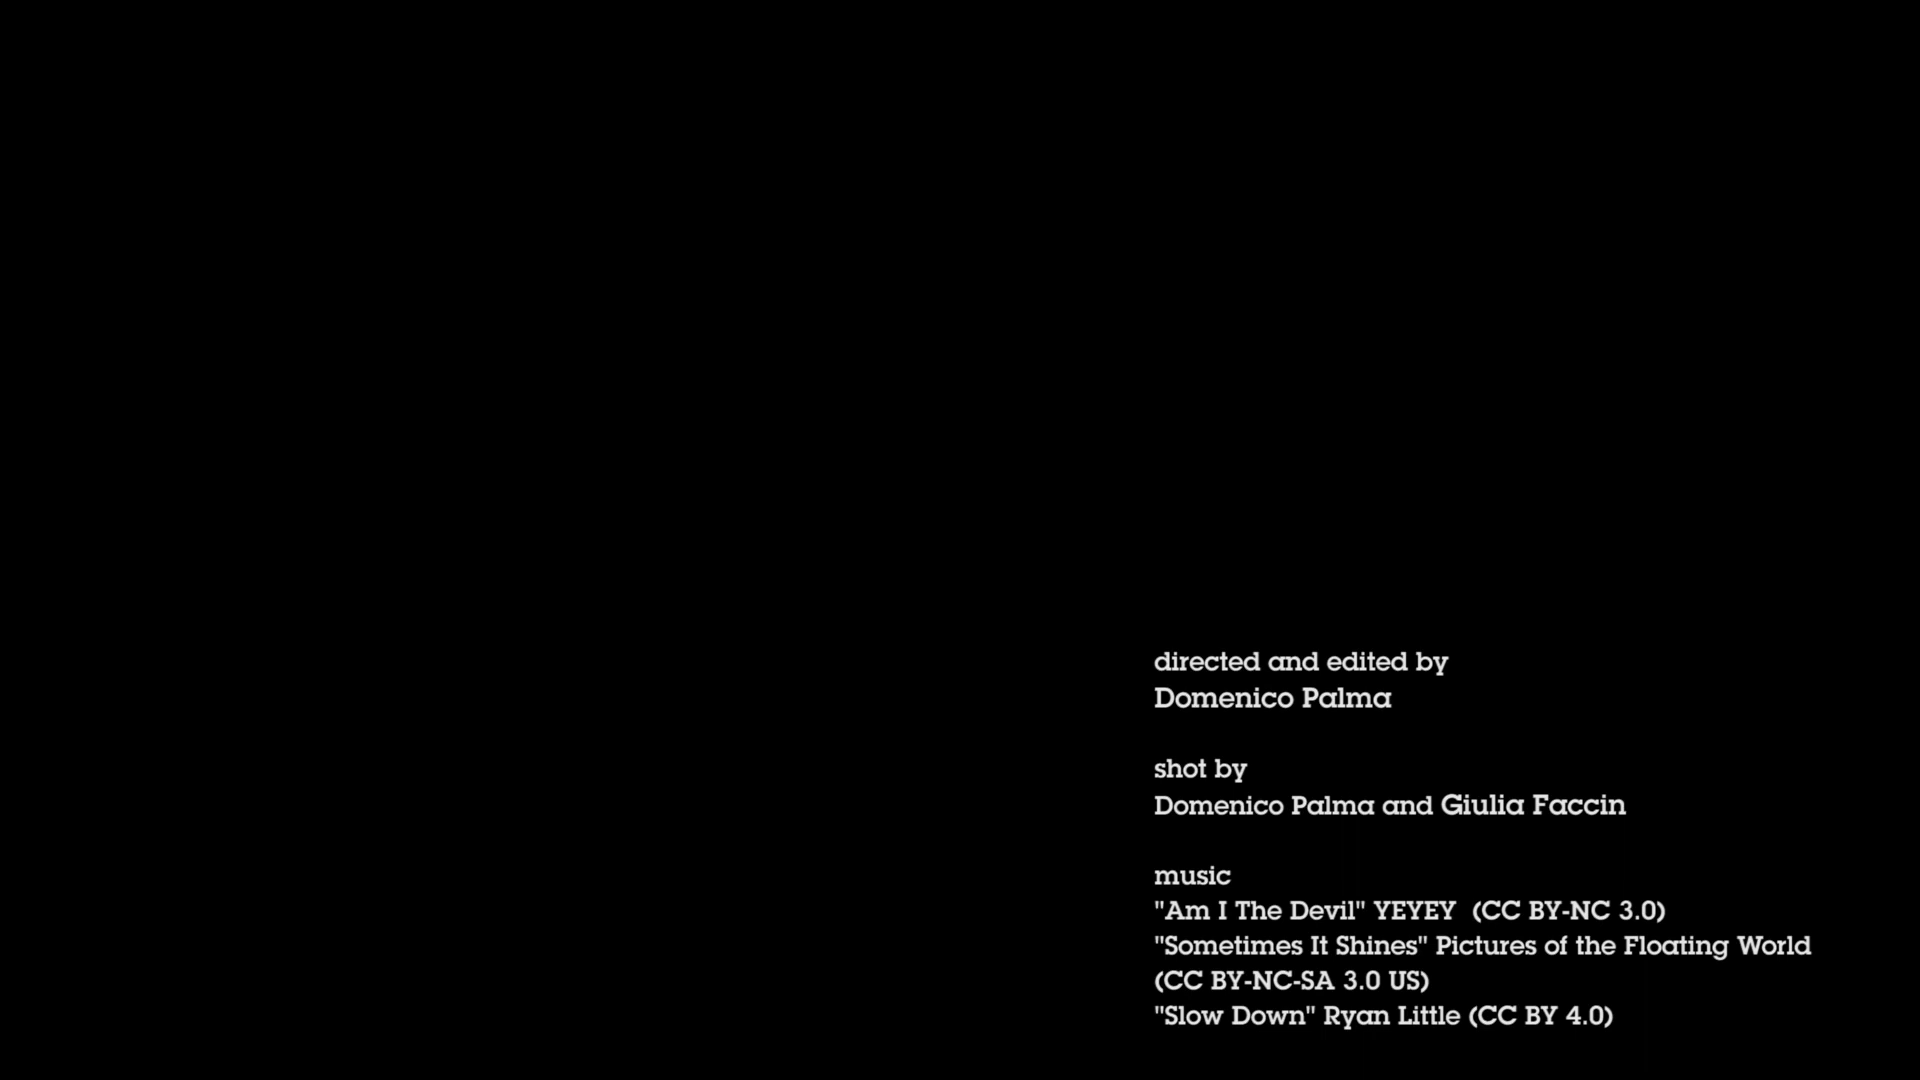 directed and edited by
Domenico Palma
shot by
Domenico Palma and Giulia Faccin
music
"Am I The Devil" YEYEY  (CC BY-NC 3.0)
"Sometimes It Shines" Pictures of the Floating World
(CC BY-NC-SA 3.0 US)
"Slow Down" Ryan Little (CC BY 4.0)